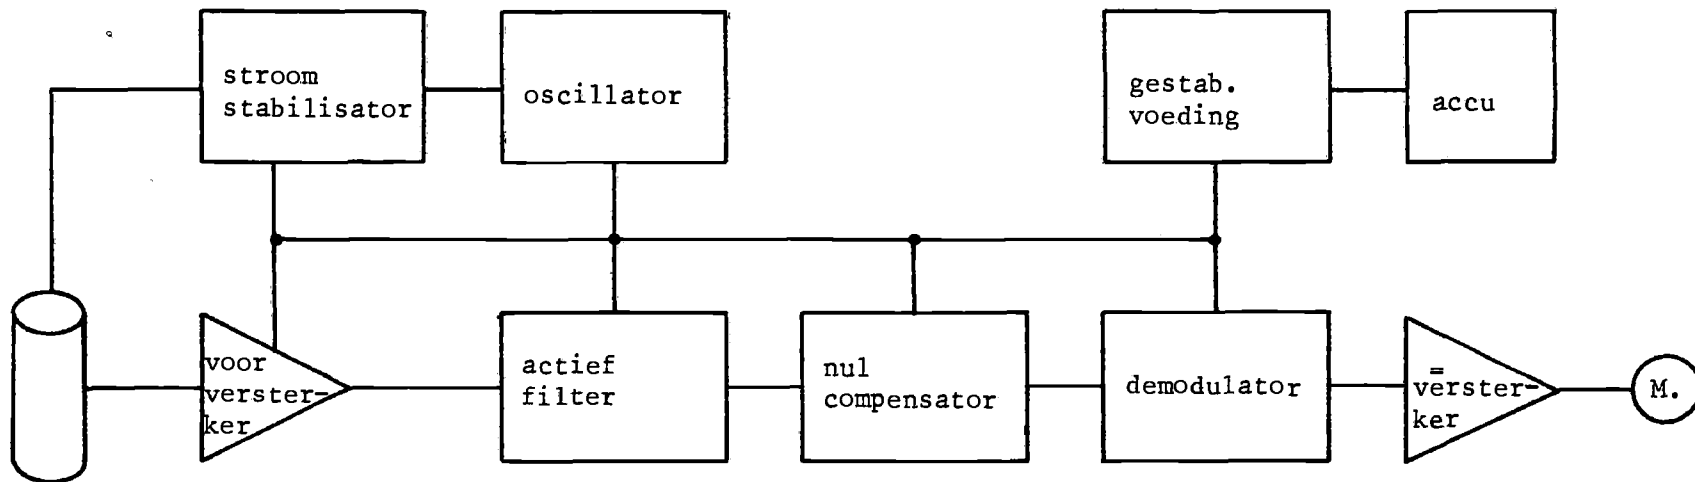 stroom
stabilisator
oscillator
gestab.
voeding
accu
voor
verster-
ker
actief
filter
nul
compensator
demodulator
=
verster-
ker
M.